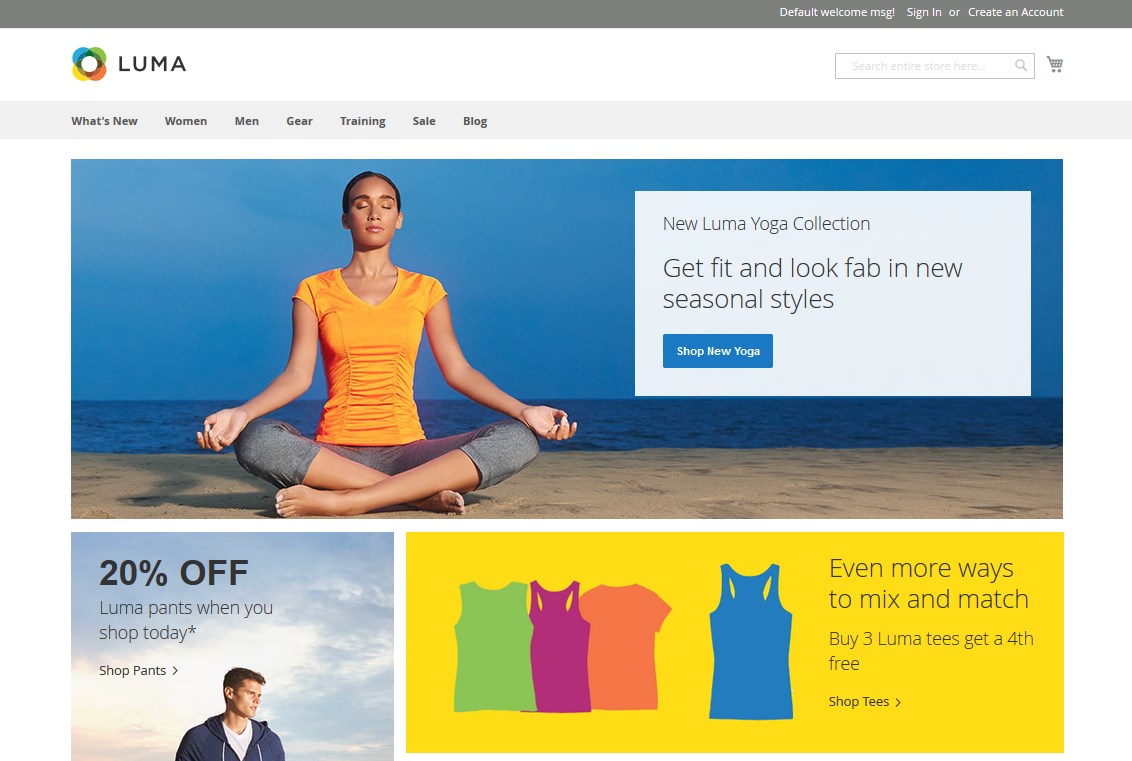 Default welcome msg! Sign In or Create an Account
LUMA
Search entire store here...
What's New Women Men Gear Training Sale Blog
New Luma Yoga Collection
Get fit and look fab in new
seasonal styles
Shop New Yoga
20% OFF
Luma pants when you
shop today*
Shop Pants
Even more ways
to mix and match
Buy 3 Luma tees get a 4th
free
Shop Tees